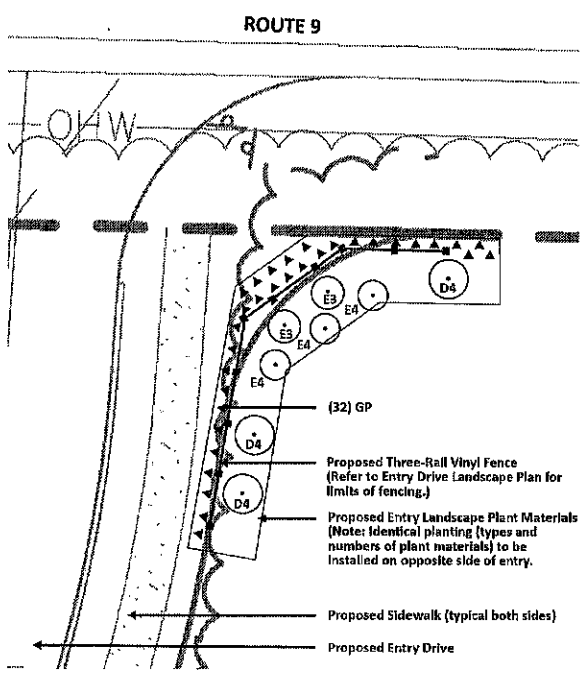 ROUTE 9
OHW
D4
E3
E4
E3
E4
E4
D4
D4
(32) GP
Proposed Three-Rail Vinyl Fence
(Refer to Entry Drive Landscape Plan for
limits of fencing.)
Proposed Entry Landscape Plant Materials
(Note: Identical planting (types and
numbers of plant materials) to be
installed on opposite side of entry.
Proposed Sidewalk (typical both sides)
Proposed Entry Drive